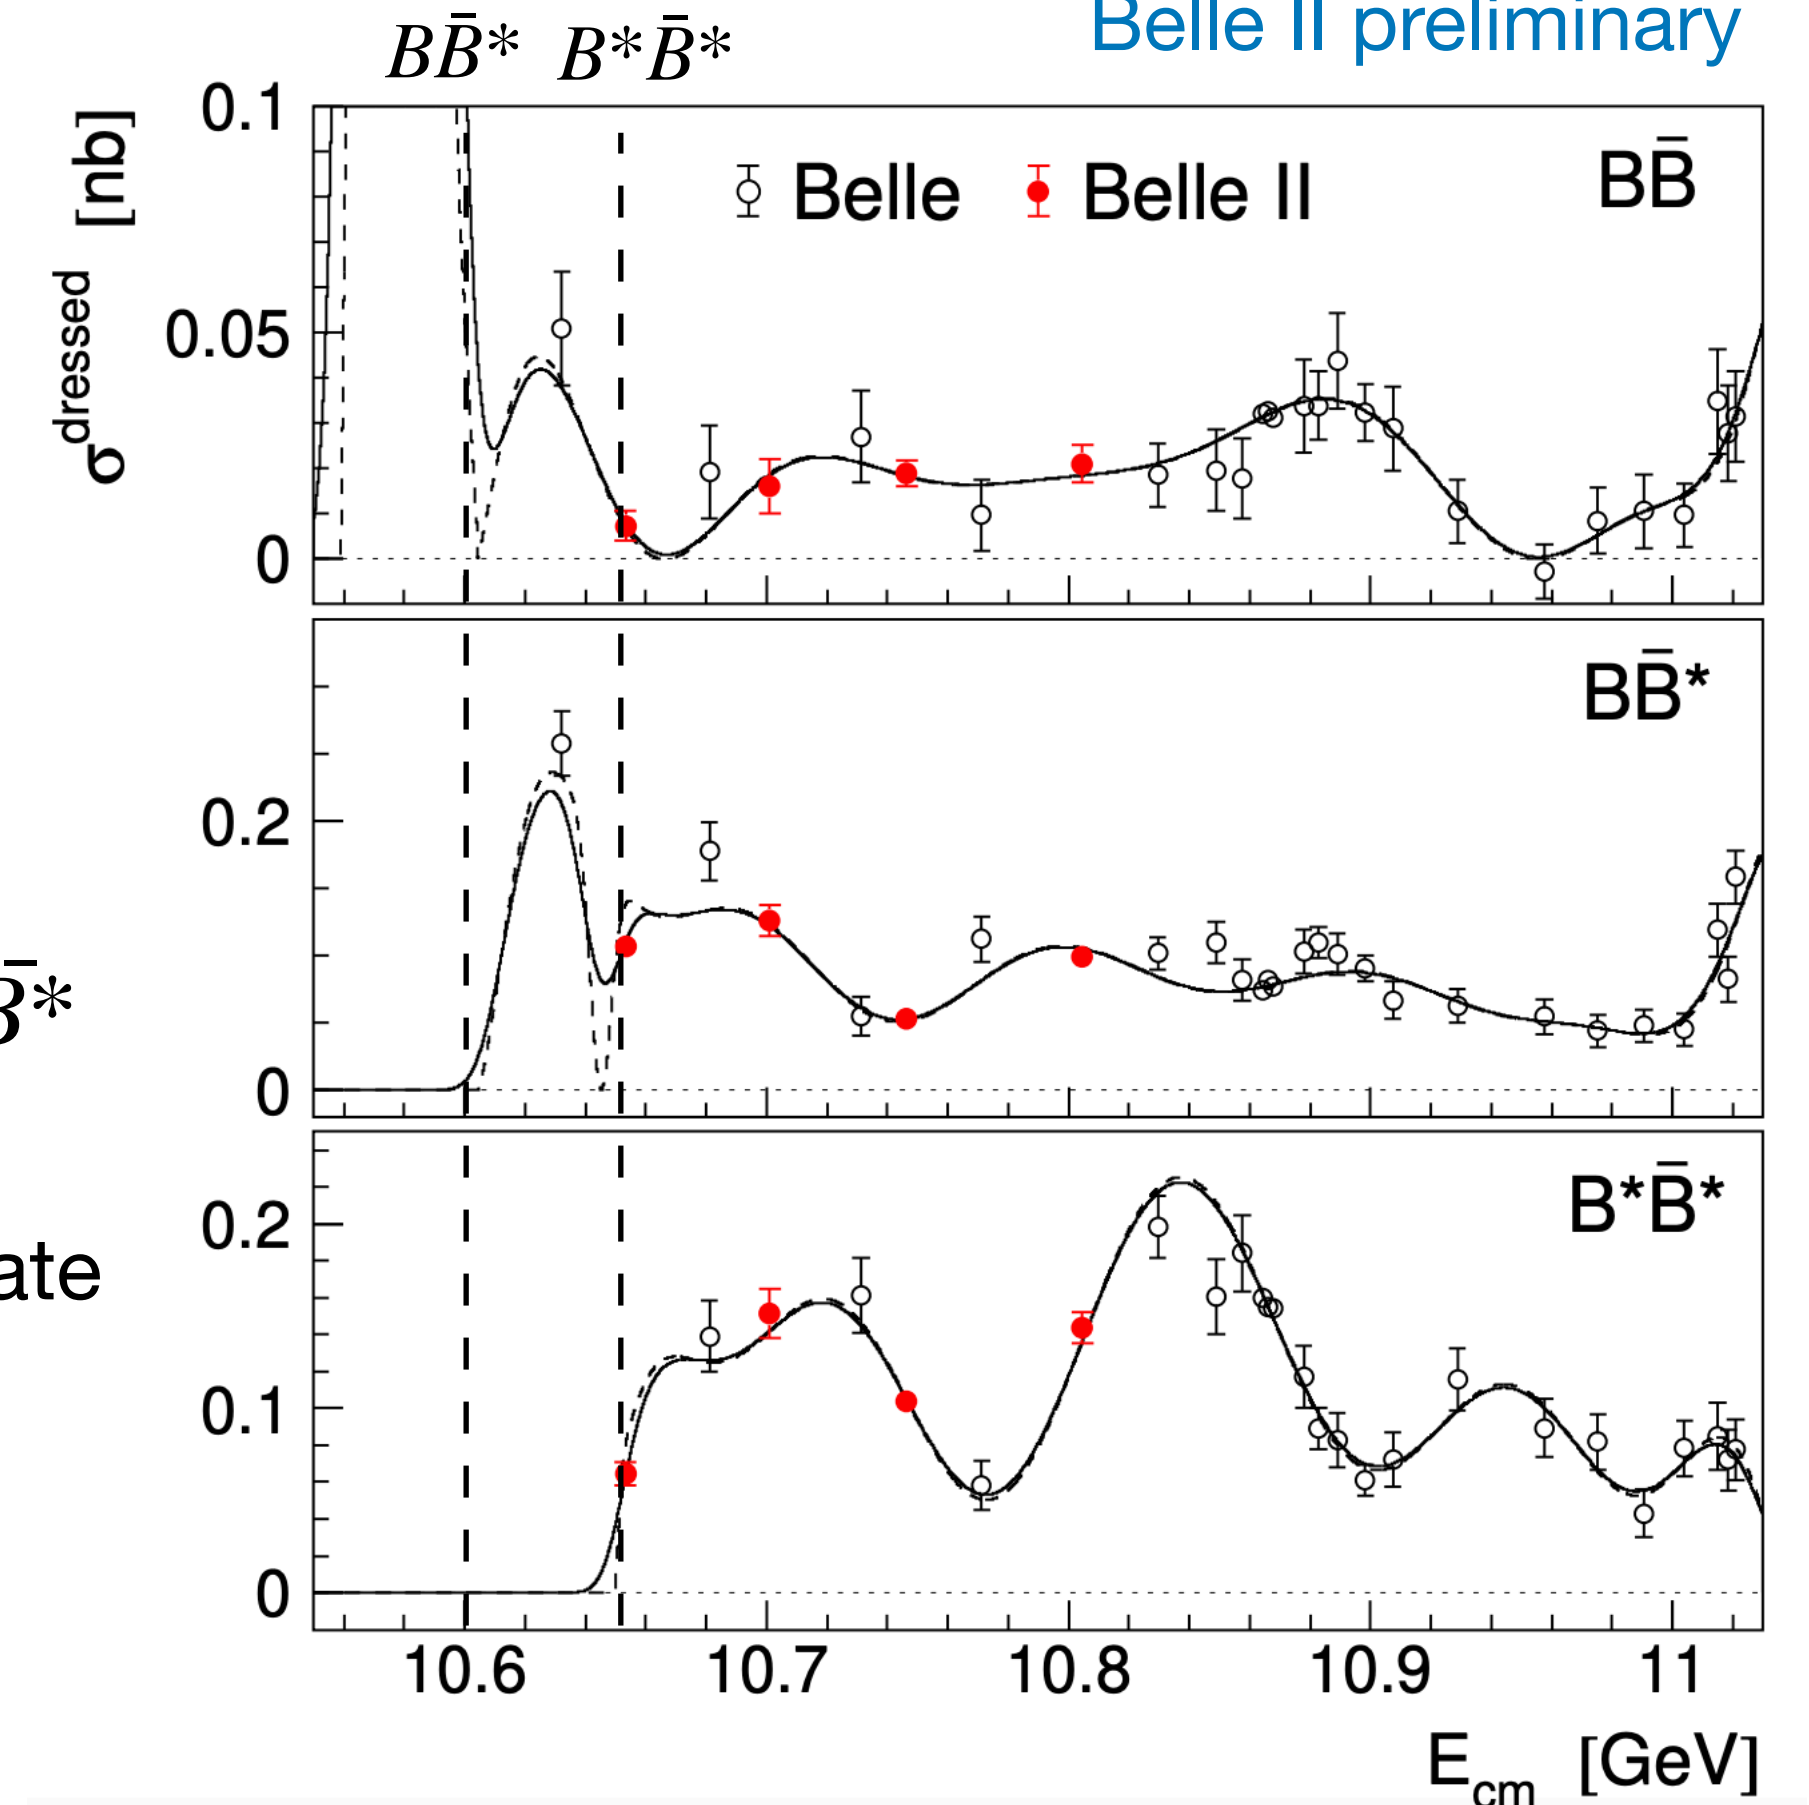 Belle II preliminary
BB̄* B*B̄*
σdressed [nb]
0.1
0.05
0
Belle Belle II
BB̄
BB̄*
0.2
0
B̄*
B*B̄*
0.2
0.1
0
ate
10.6 10.7 10.8 10.9 11
Ecm [GeV]